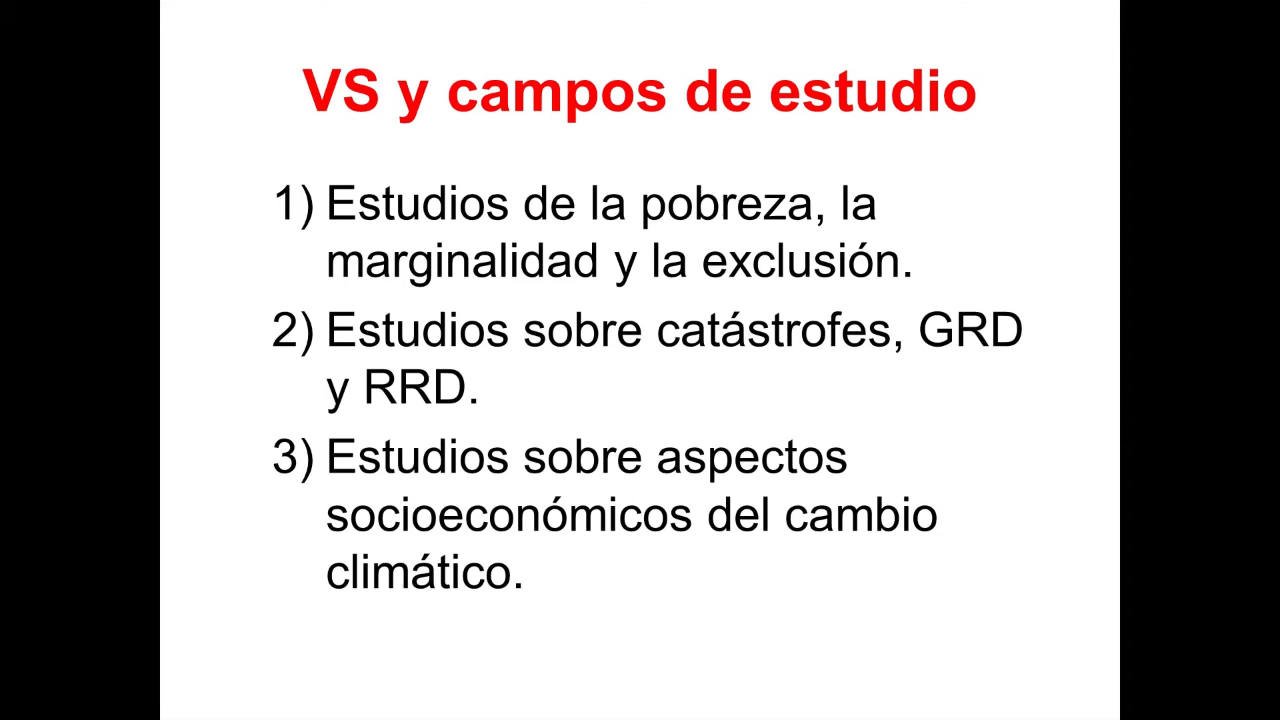 VS y campos de estudio
1) Estudios de la pobreza, la
marginalidad y la exclusión.
2) Estudios sobre catástrofes, GRD
y RRD.
3) Estudios sobre aspectos
socioeconómicos del cambio
climático.